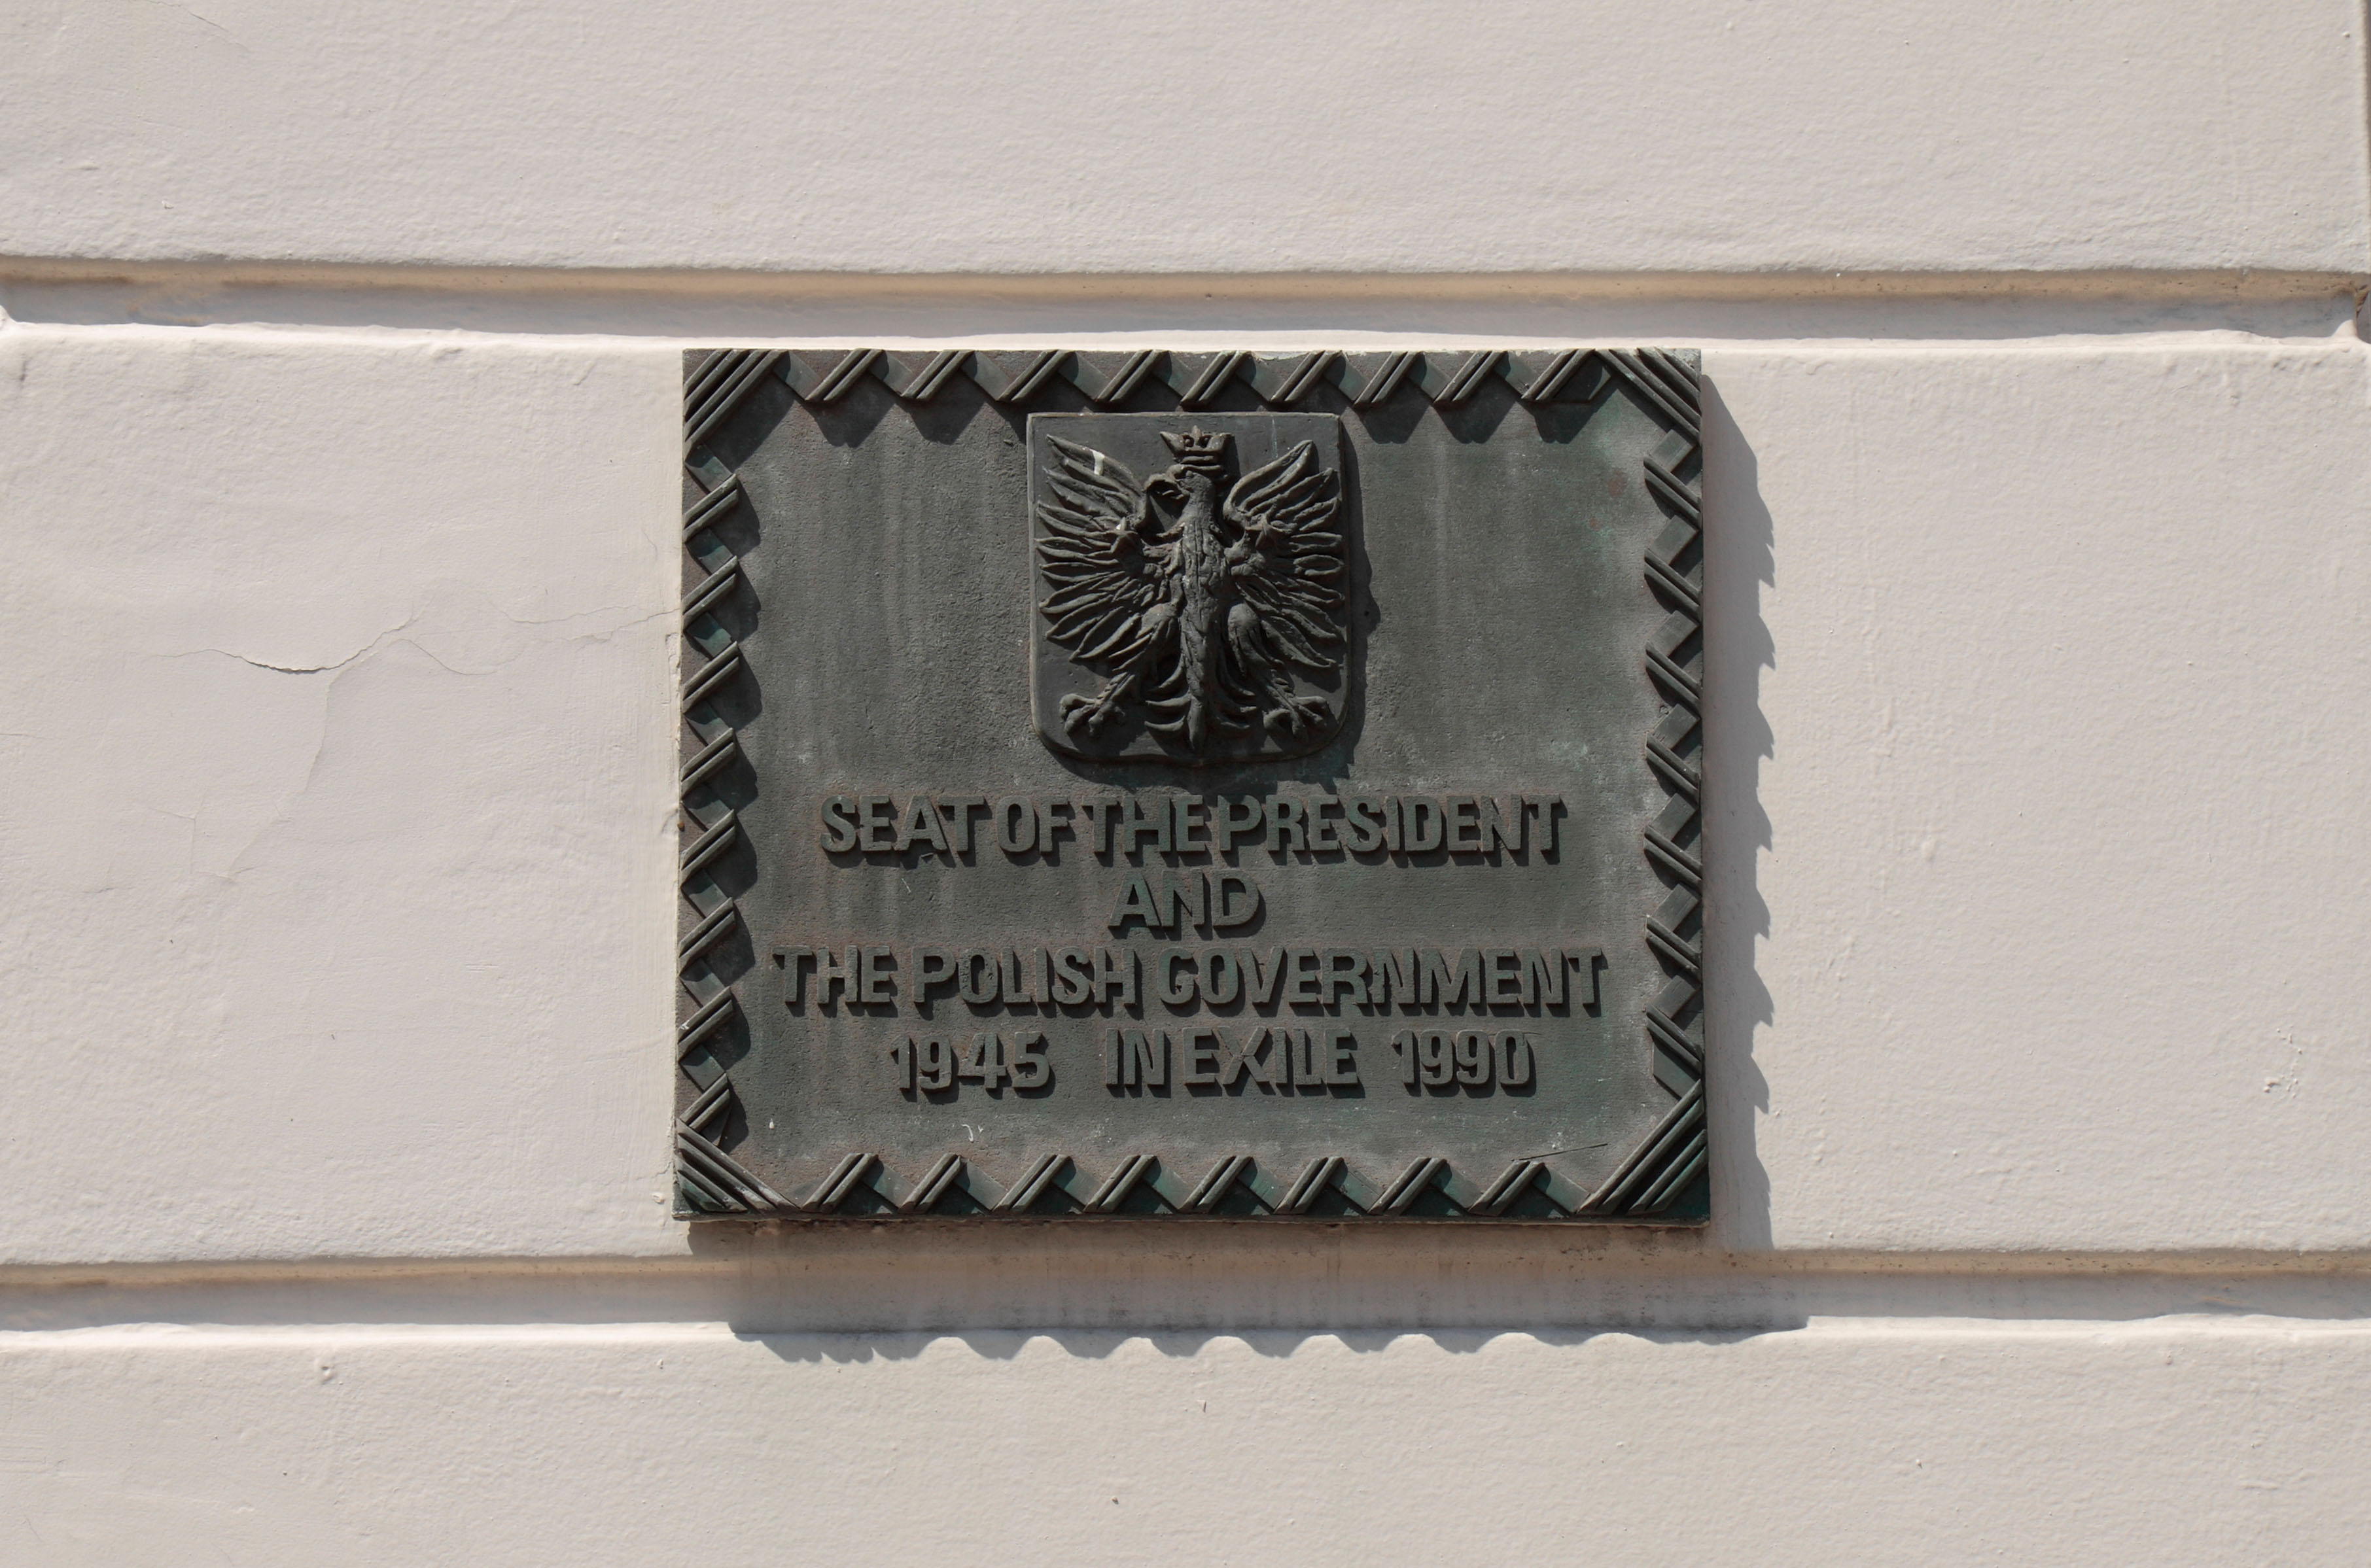 SEAT OF THE PRESIDENT
AND
THE POLISH GOVERNMENT
1945 IN EXILE 1990